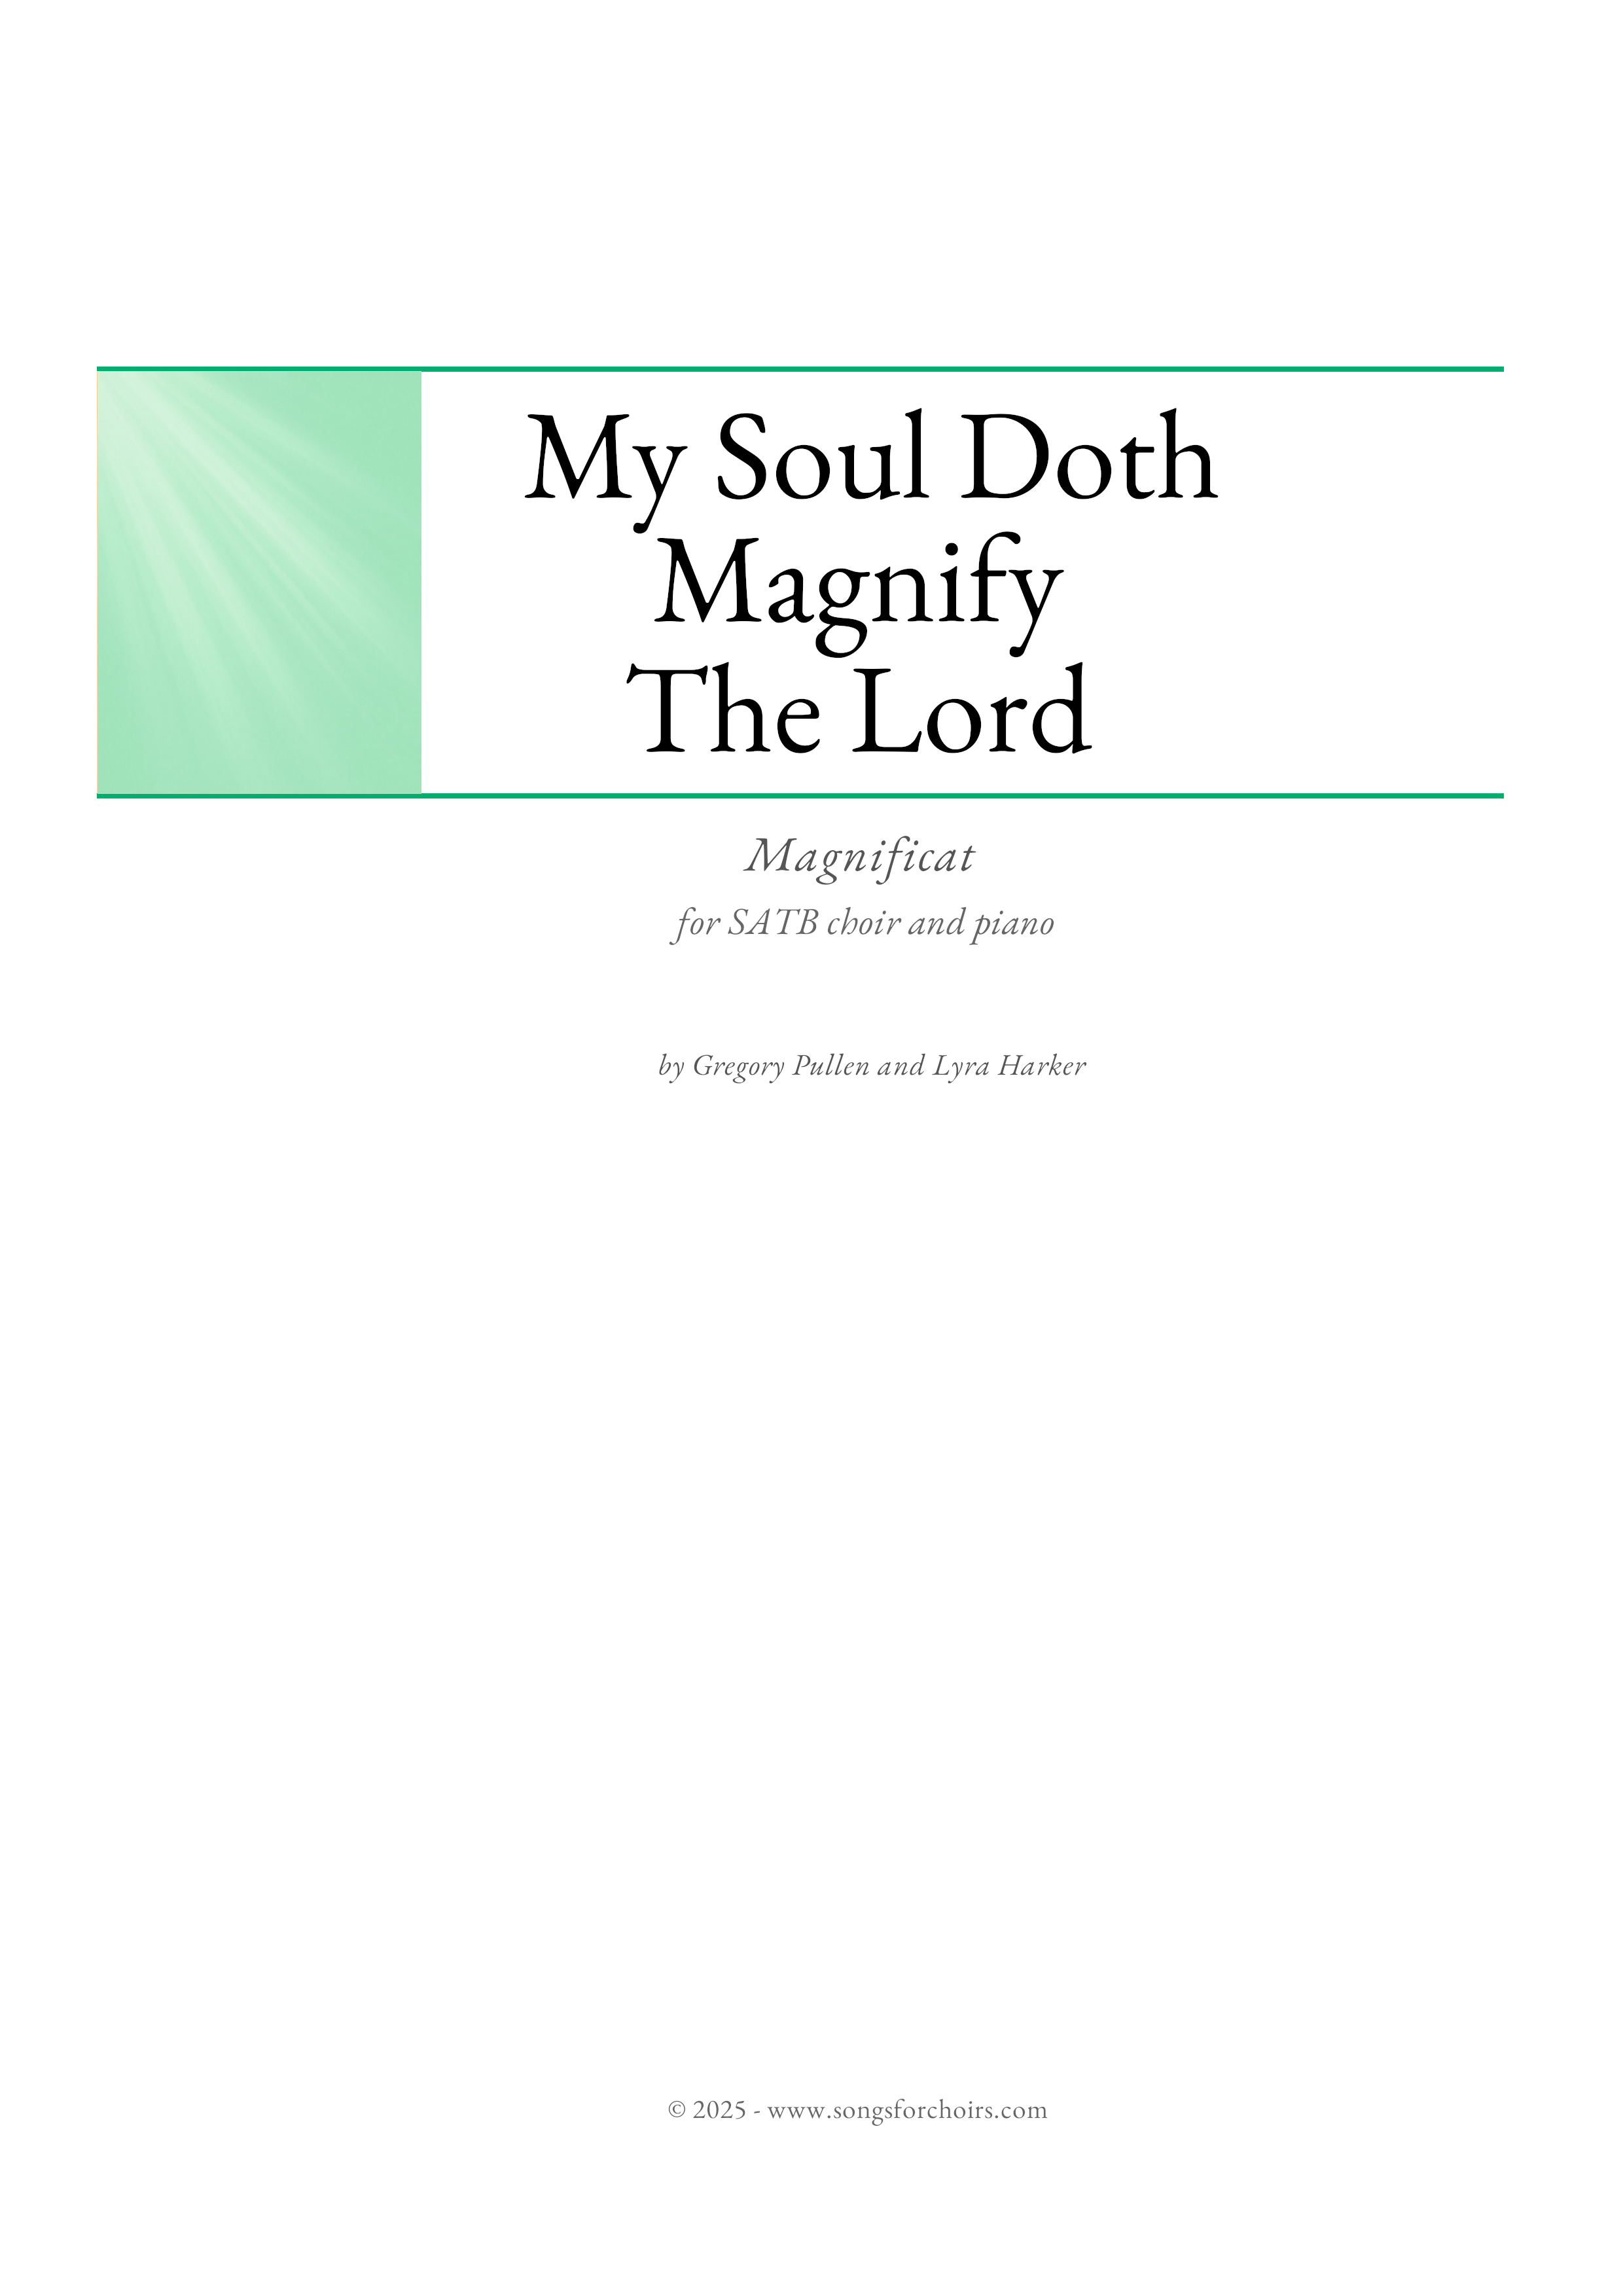 My Soul Doth
Magnify
The Lord
Magnificat
for SATB choir and piano
by Gregory Pullen and Lyra Harker
© 2025 - www.songsforchoirs.com